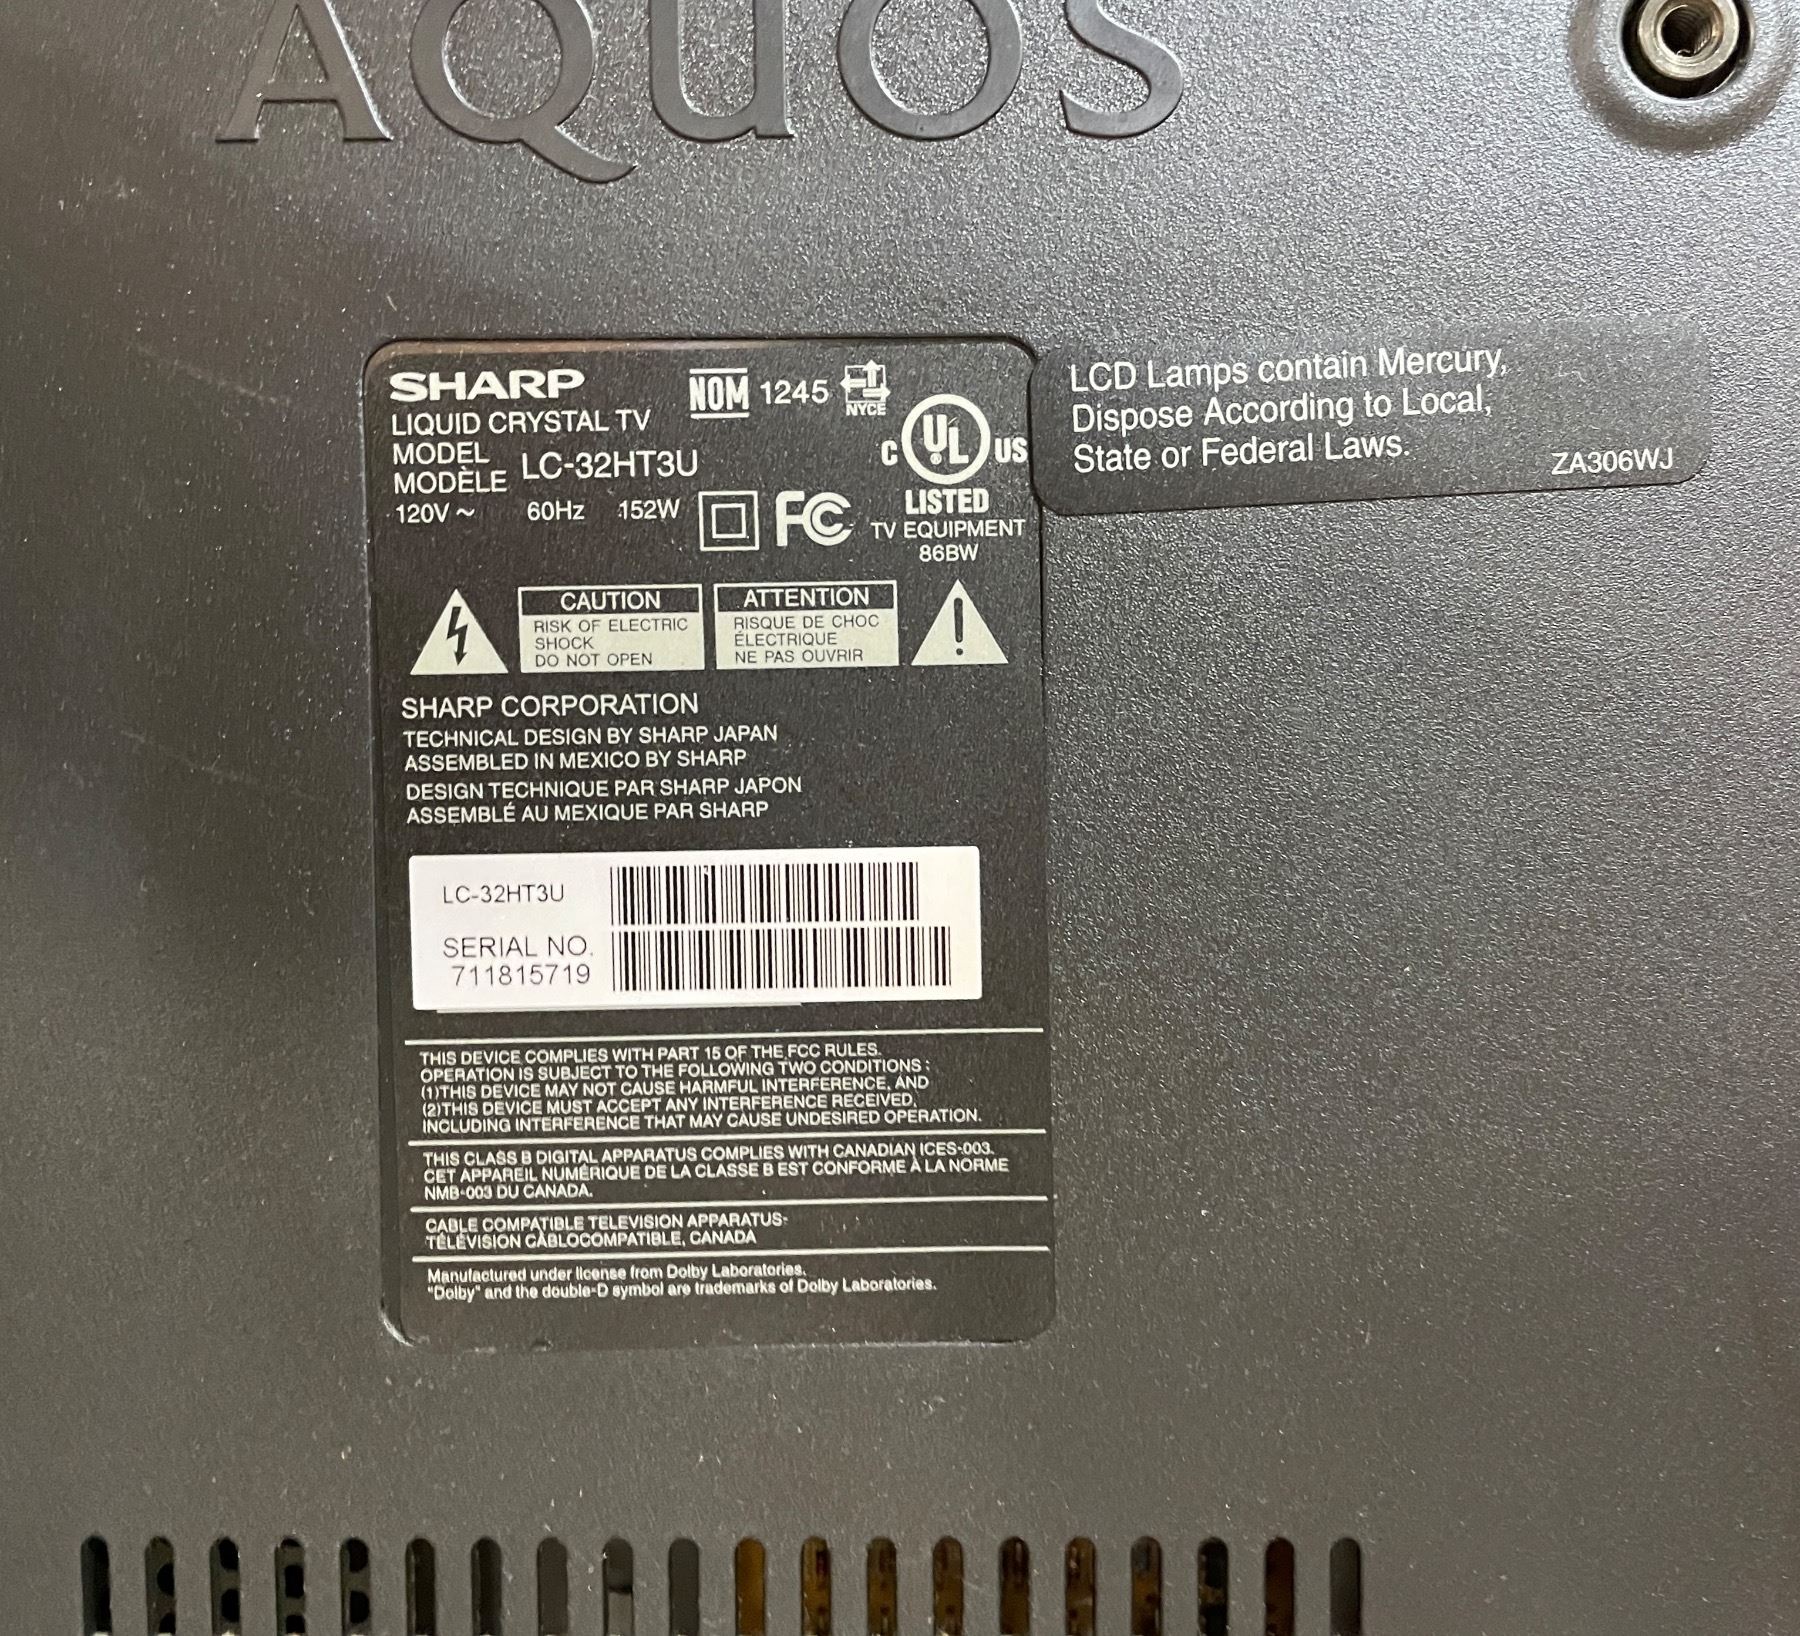 AQUOS
SHARP
LIQUID CRYSTAL TV
MODEL
MODÈLE LC-32HT3U
120V ~ 60Hz 152W
NOM 1245 NYCE
C UL US
LISTED
TV EQUIPMENT
86BW
FC
LCD Lamps contain Mercury,
Dispose According to Local,
State or Federal Laws.
ZA306WJ
CAUTION
RISK OF ELECTRIC
SHOCK
DO NOT OPEN
ATTENTION
RISQUE DE CHOC
ÉLECTRIQUE
NE PAS OUVRIR
SHARP CORPORATION
TECHNICAL DESIGN BY SHARP JAPAN
ASSEMBLED IN MEXICO BY SHARP
DESIGN TECHNIQUE PAR SHARP JAPON
ASSEMBLÉ AU MEXIQUE PAR SHARP
LC-32HT3U
SERIAL NO.
711815719
THIS DEVICE COMPLIES WITH PART 15 OF THE FCC RULES.
OPERATION IS SUBJECT TO THE FOLLOWING TWO CONDITIONS :
(1)THIS DEVICE MAY NOT CAUSE HARMFUL INTERFERENCE, AND
(2)THIS DEVICE MUST ACCEPT ANY INTERFERENCE RECEIVED,
INCLUDING INTERFERENCE THAT MAY CAUSE UNDESIRED OPERATION.
THIS CLASS B DIGITAL APPARATUS COMPLIES WITH CANADIAN ICES-003.
CET APPAREIL NUMÉRIQUE DE LA CLASSE B EST CONFORME À LA NORME
NMB-003 DU CANADA.
CABLE COMPATIBLE TELEVISION APPARATUS-
TÉLÉVISION CÂBLOCOMPATIBLE, CANADA
Manufactured under license from Dolby Laboratories.
"Dolby" and the double-D symbol are trademarks of Dolby Laboratories.